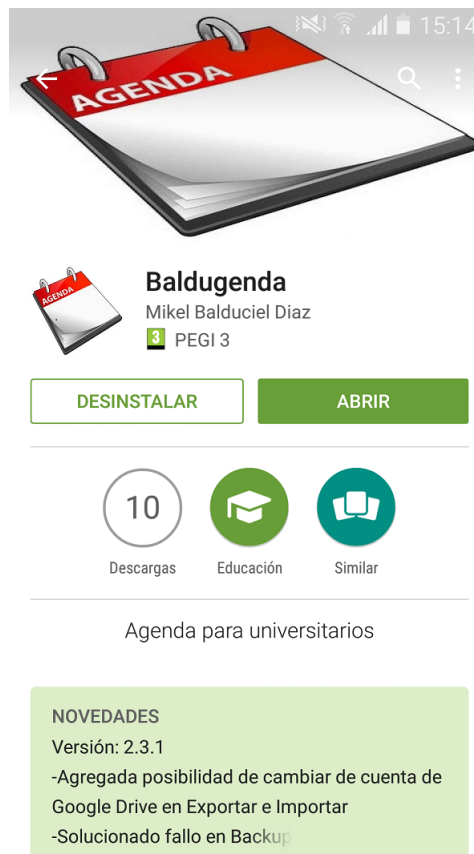 15:14
AGENDA
AGENDA
Baldugenda
Mikel Balduciel Diaz
3 PEGI 3
DESINSTALAR ABRIR
10
Descargas Educación Similar
Agenda para universitarios
NOVEDADES
Versión: 2.3.1
-Agregada posibilidad de cambiar de cuenta de
Google Drive en Exportar e Importar
-Solucionado fallo en Backup